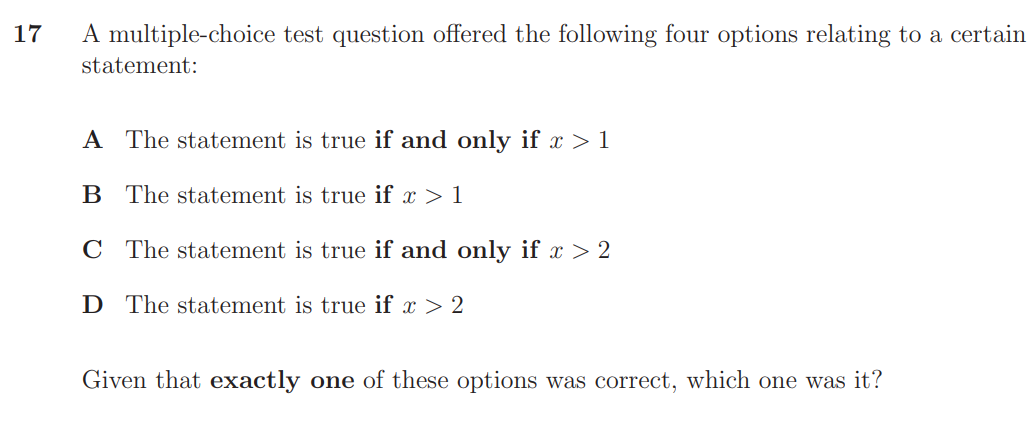 17 A multiple-choice test question offered the following four options relating to a certain
statement:
A The statement is true if and only if x > 1
B The statement is true if x > 1
C The statement is true if and only if x > 2
D The statement is true if x > 2
Given that exactly one of these options was correct, which one was it?